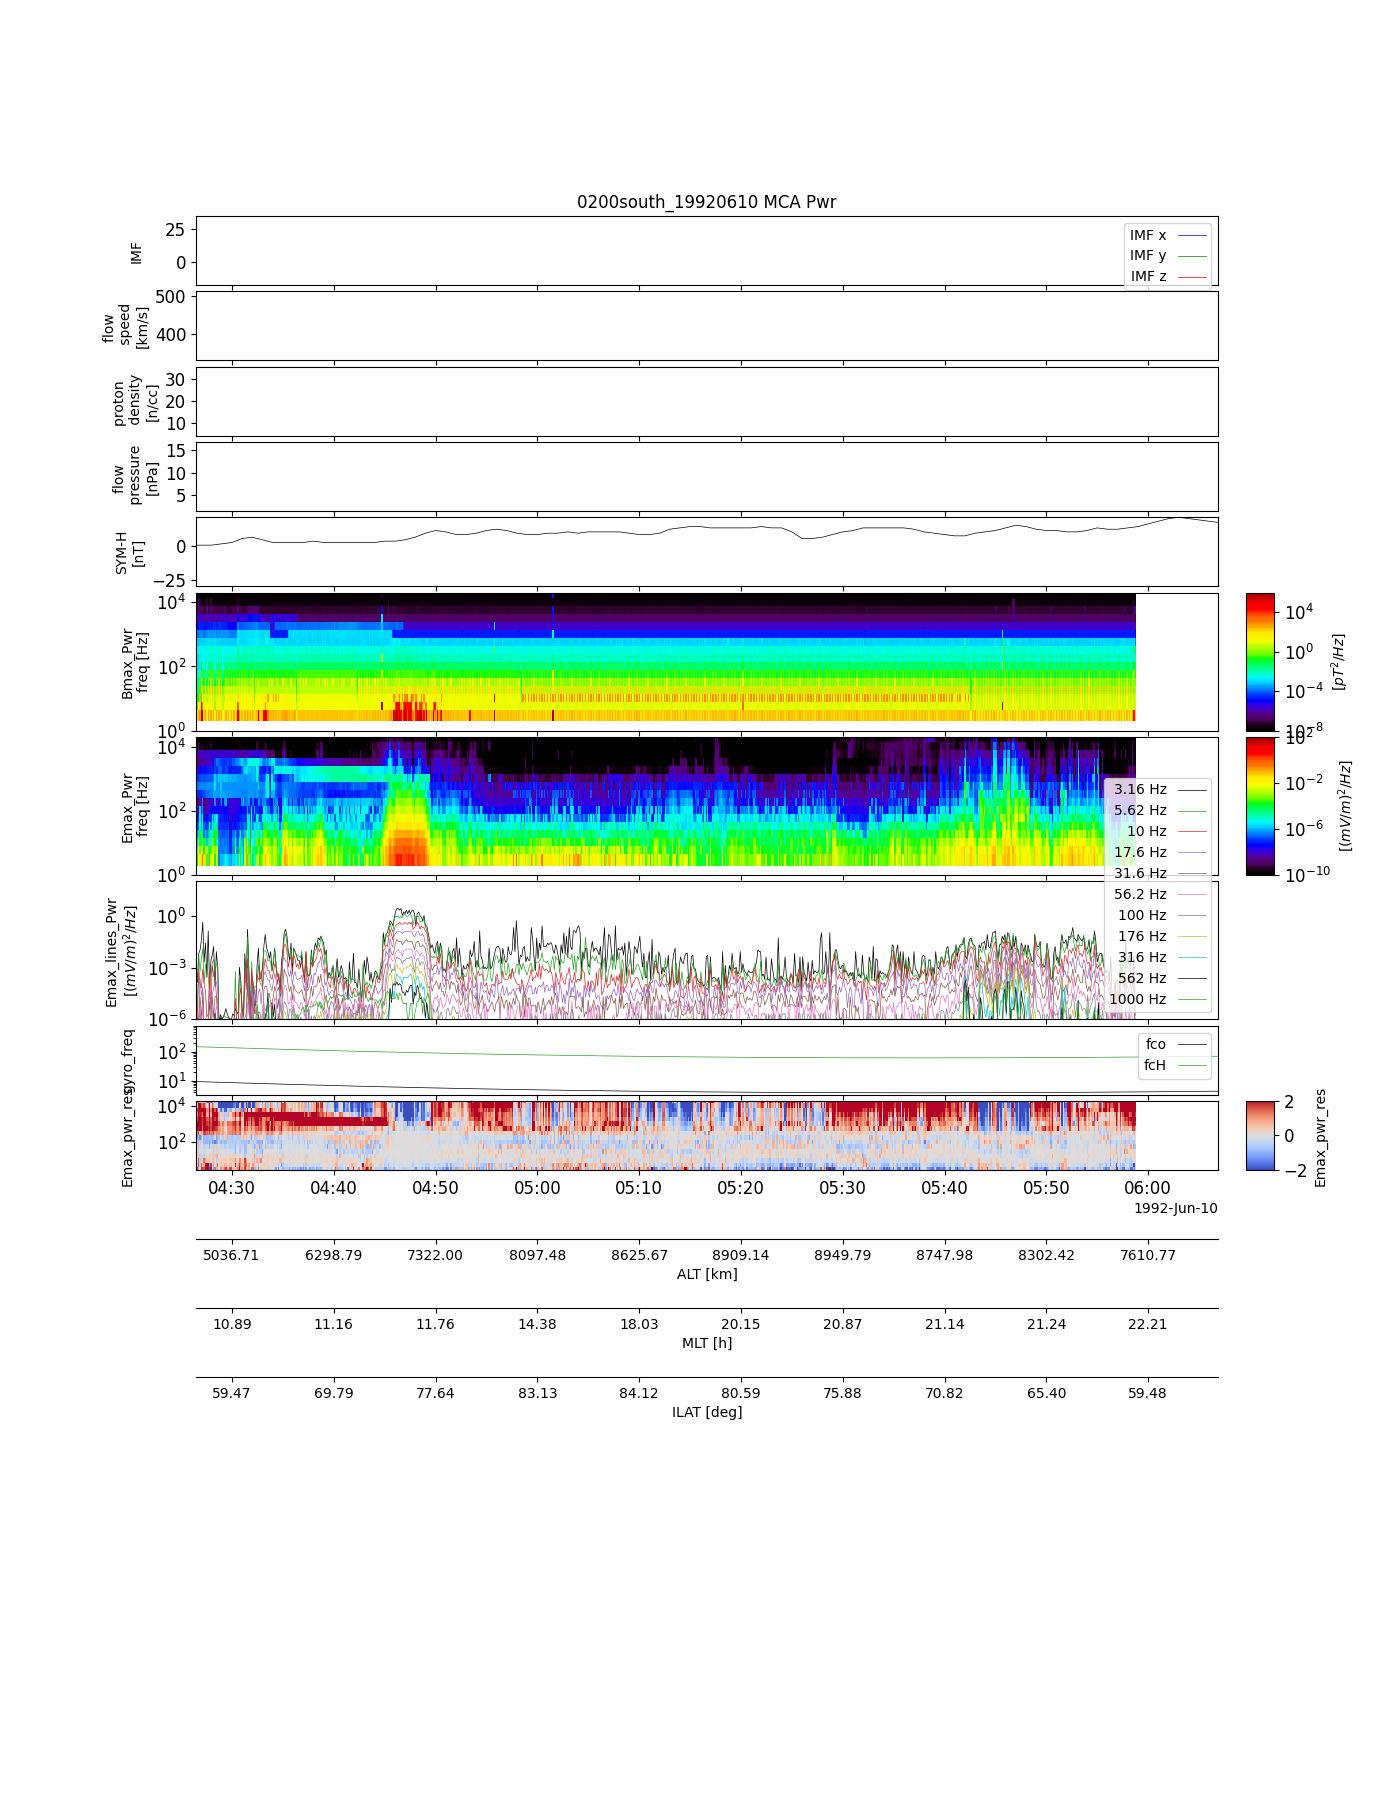 0200south_19920610 MCA Pwr
IMF
25
0
IMF x
IMF y
IMF z
flow
speed
[km/s]
500
400
proton
density
[n/cc]
30
20
10
flow
pressure
[nPa]
15
10
5
SYM-H
[nT]
0
−25
Bmax_Pwr
freq [Hz]
10^4
10^2
10^0
10^4
10^0
10^−4
10^−8
[pT^2/Hz]
Emax_Pwr
freq [Hz]
10^4
10^2
10^0
10^2
10^−2
10^−6
10^−10
[(mV/m)^2/Hz]
Emax_lines_Pwr
[(mV/m)^2/Hz]
10^0
10^−3
10^−6
3.16 Hz
5.62 Hz
10 Hz
17.6 Hz
31.6 Hz
56.2 Hz
100 Hz
176 Hz
316 Hz
562 Hz
1000 Hz
gyro_freq
10^2
10^1
fco
fcH
Emax_pwr_res
10^4
10^2
2
0
−2
Emax_pwr_res
04:30 04:40 04:50 05:00 05:10 05:20 05:30 05:40 05:50 06:00
1992-Jun-10
5036.71 6298.79 7322.00 8097.48 8625.67 8909.14 8949.79 8747.98 8302.42 7610.77
ALT [km]
10.89 11.16 11.76 14.38 18.03 20.15 20.87 21.14 21.24 22.21
MLT [h]
59.47 69.79 77.64 83.13 84.12 80.59 75.88 70.82 65.40 59.48
ILAT [deg]